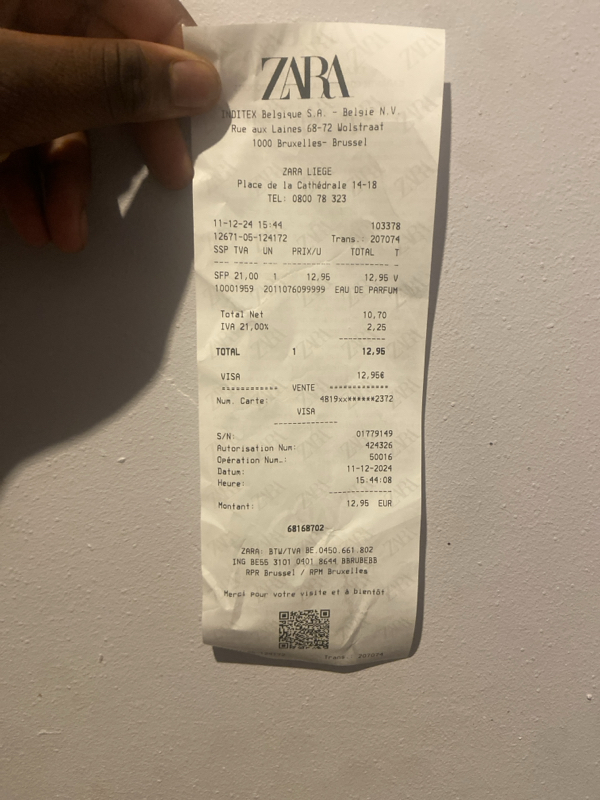 ZARA
INDITEX Belgique S.A. - België N.V.
Rue aux Laines 68-72 Wolstraat
1000 Bruxelles- Brussel
ZARA LIEGE
Place de la Cathédrale 14-18
TEL: 0800 78 323
11-12-24 15:44 103378
12671-05-124172 Trans.: 207074
SSP TVA UN PRIX/U TOTAL T
SFP 21,00 1 12,95 12,95 V
10001959 2011076099999 EAU DE PARFUM
Total Net 10,70
IVA 21,00% 2,25
TOTAL 1 12,95
VISA 12,95€
============ VENTE =============
Num. Carte: 4819xx******2372
VISA
S/N: 01779149
Autorisation Num: 424326
Opération Num.: 50016
Datum: 11-12-2024
Heure: 15:44:08
Montant: 12,95 EUR
68168702
ZARA: BTW/TVA BE.0450.661.802
ING BE55 3101 0401 8644 BBRUBEBB
RPR Brussel / RPM Bruxelles
Merci pour votre visite et à bientôt
Trans.: 207074